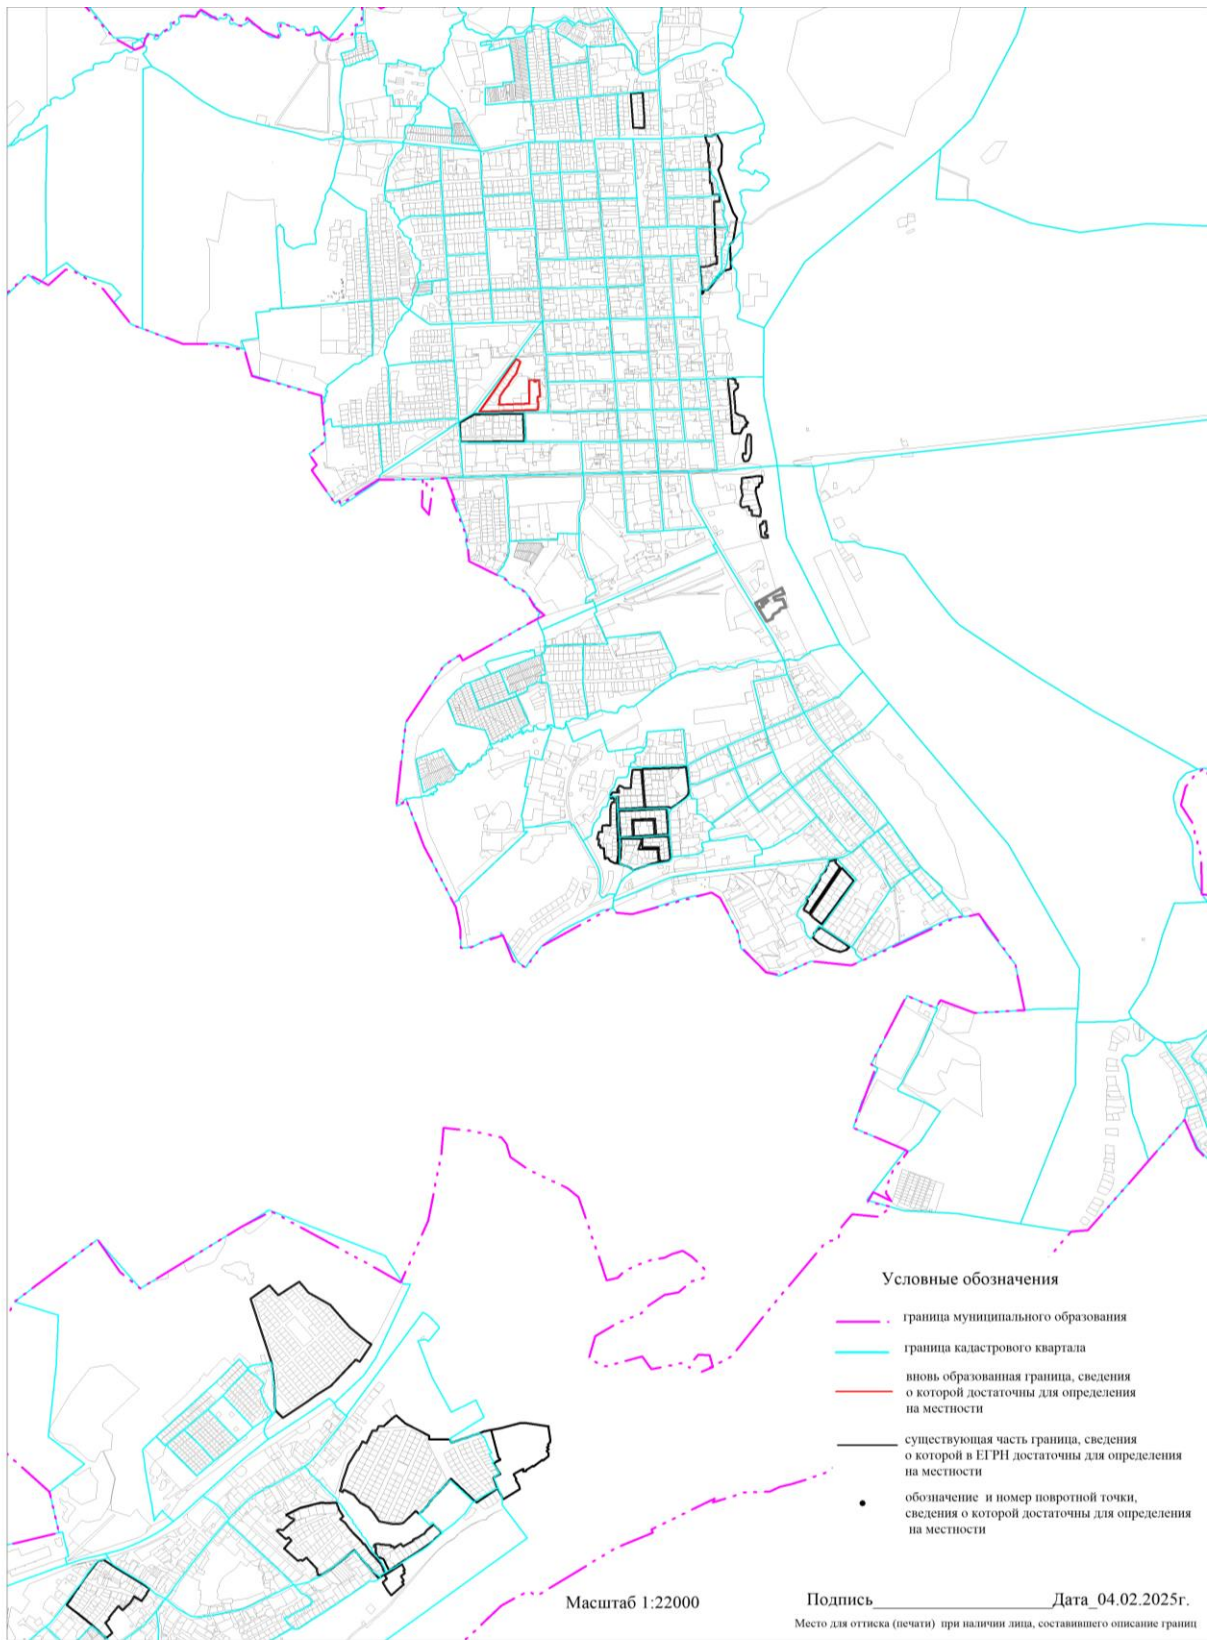 Условные обозначения
граница муниципального образования
граница кадастрового квартала
вновь образованная граница, сведения
о которой достаточны для определения
на местности
существующая часть граница, сведения
о которой в ЕГРН достаточны для определения
на местности
обозначение и номер повротной точки,
сведения о которой достаточны для определения
на местности
Масштаб 1:22000
Подпись____________________Дата_04.02.2025г.
Место для оттиска (печати) при наличии лица, составившего описание границ